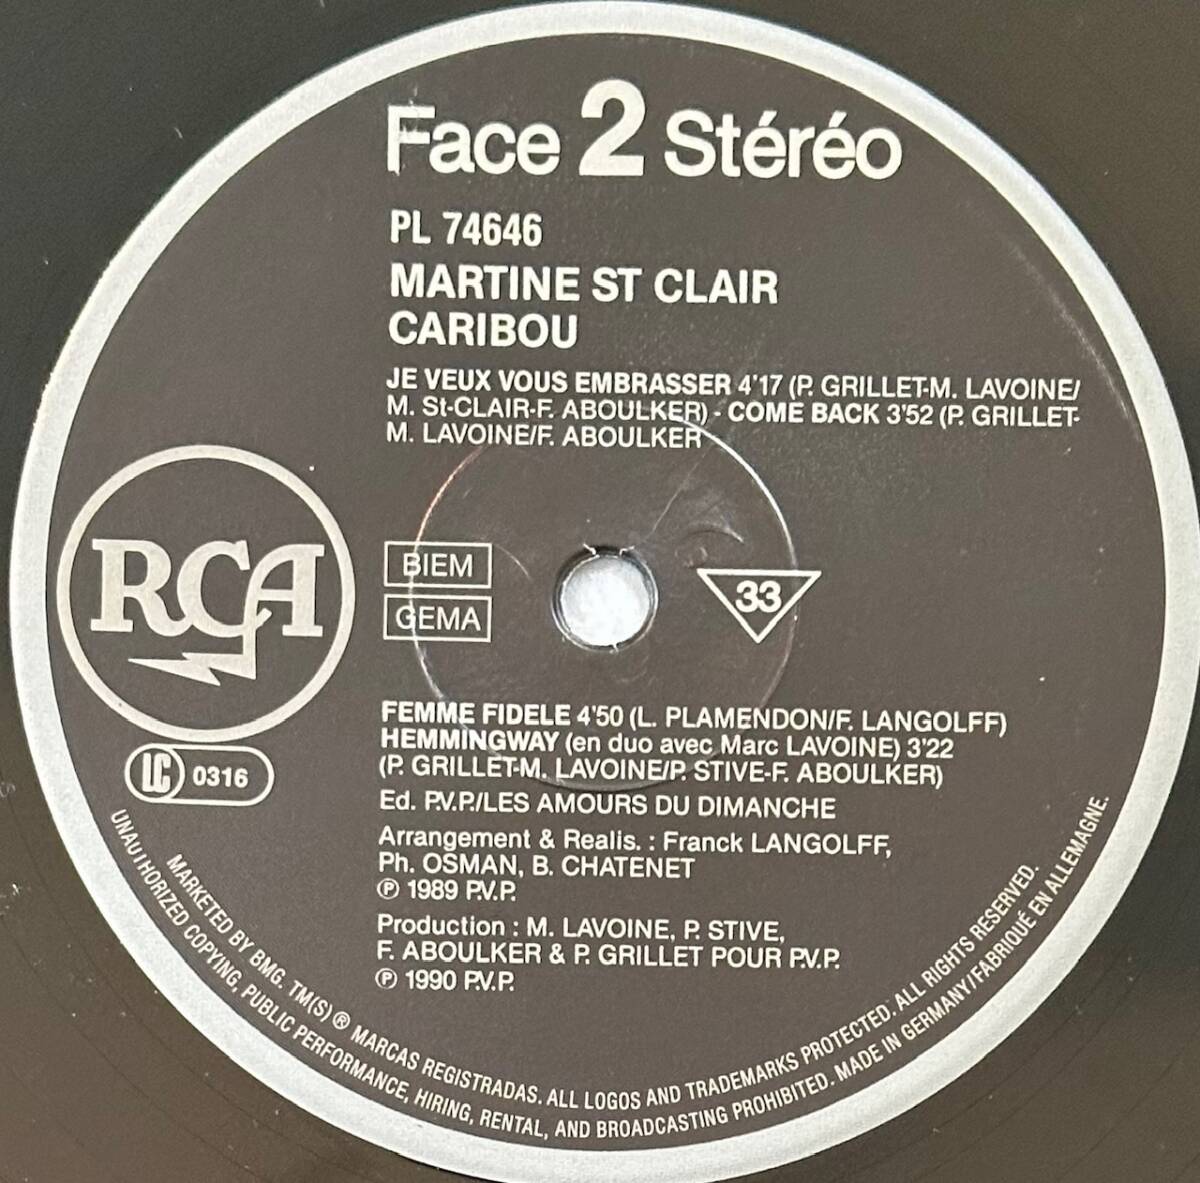 Face 2 Stéréo
PL 74646
MARTINE ST CLAIR
CARIBOU
JE VEUX VOUS EMBRASSER 4'17 (P. GRILLET-M. LAVOINE/
M. St-CLAIR-F. ABOULKER) - COME BACK 3'52 (P. GRILLET-
M. LAVOINE/F. ABOULKER
RCA
BIEM
GEMA
33
FEMME FIDELE 4'50 (L. PLAMENDON/F. LANGOLFF)
HEMMINGWAY (en duo avec Marc LAVOINE) 3'22
(P. GRILLET-M. LAVOINE/P. STIVE-F. ABOULKER)
LC 0316
Ed. P.V.P./LES AMOURS DU DIMANCHE
Arrangement & Realis. : Franck LANGOLFF,
Ph. OSMAN, B. CHATENET
℗ 1989 P.V.P.
Production : M. LAVOINE, P. STIVE,
F. ABOULKER & P. GRILLET POUR P.V.P.
℗ 1990 P.V.P.
MARKETED BY BMG. TM(S) ® MARCAS REGISTRADAS. ALL LOGOS AND TRADEMARKS PROTECTED. ALL RIGHTS RESERVED.
UNAUTHORIZED COPYING, PUBLIC PERFORMANCE, HIRING, RENTAL, AND BROADCASTING PROHIBITED. MADE IN GERMANY/FABRIQUÉ EN ALLEMAGNE.